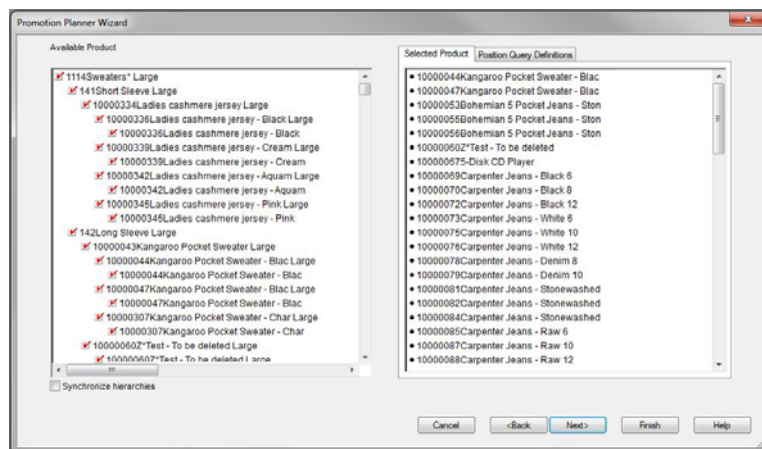 Promotion Planner Wizard
Available Product
1114Sweaters* Large
141Short Sleeve Large
10000334Ladies cashmere jersey Large
10000336Ladies cashmere jersey - Black Large
10000336Ladies cashmere jersey - Black
10000339Ladies cashmere jersey - Cream Large
10000339Ladies cashmere jersey - Cream
10000342Ladies cashmere jersey - Aquam Large
10000342Ladies cashmere jersey - Aquam
10000345Ladies cashmere jersey - Pink Large
10000345Ladies cashmere jersey - Pink
142Long Sleeve Large
10000043Kangaroo Pocket Sweater Large
10000044Kangaroo Pocket Sweater - Blac Large
10000044Kangaroo Pocket Sweater - Blac
10000047Kangaroo Pocket Sweater - Blac Large
10000047Kangaroo Pocket Sweater - Blac
10000307Kangaroo Pocket Sweater - Char Large
10000307Kangaroo Pocket Sweater - Char
10000060Z*Test - To be deleted Large
10000060Z*Test - To be deleted Large
Synchronize hierarchies
Selected Product
Position Query Definitions
10000044Kangaroo Pocket Sweater - Blac
10000047Kangaroo Pocket Sweater - Blac
10000053Bohemian 5 Pocket Jeans - Ston
10000055Bohemian 5 Pocket Jeans - Ston
10000056Bohemian 5 Pocket Jeans - Ston
10000060Z*Test - To be deleted
100000675-Disk CD Player
10000069Carpenter Jeans - Black 6
10000070Carpenter Jeans - Black 8
10000072Carpenter Jeans - Black 12
10000073Carpenter Jeans - White 6
10000075Carpenter Jeans - White 10
10000076Carpenter Jeans - White 12
10000078Carpenter Jeans - Denim 8
10000079Carpenter Jeans - Denim 10
10000081Carpenter Jeans - Stonewashed
10000082Carpenter Jeans - Stonewashed
10000084Carpenter Jeans - Stonewashed
10000085Carpenter Jeans - Raw 6
10000087Carpenter Jeans - Raw 10
10000088Carpenter Jeans - Raw 12
Cancel
<Back
Next>
Finish
Help